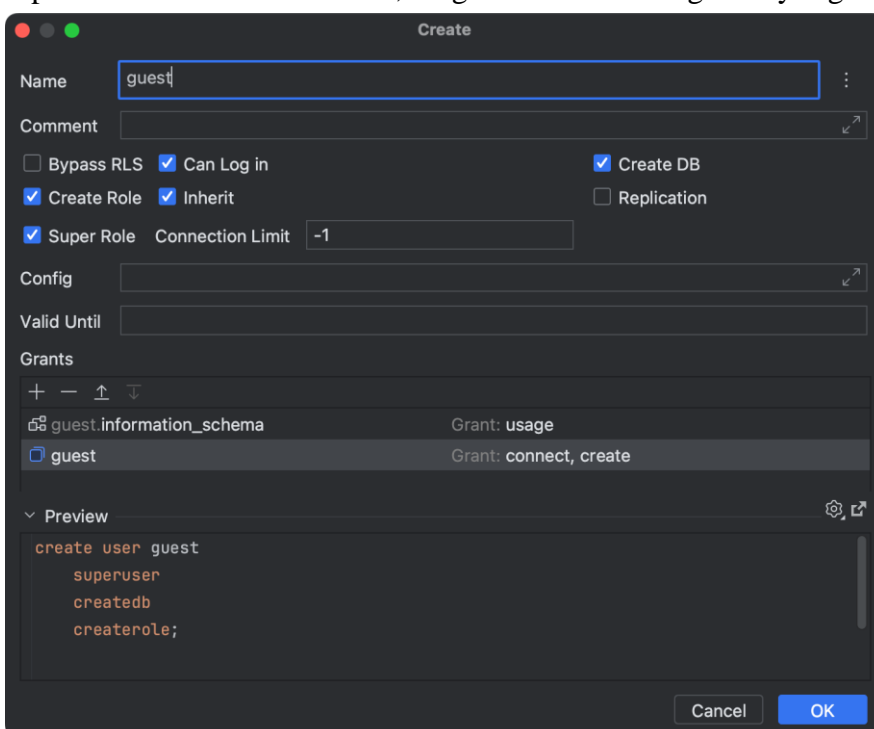 Create
Name guest
Comment
Bypass RLS Can Log in Create DB
Create Role Inherit Replication
Super Role Connection Limit -1
Config
Valid Until
Grants
guest.information_schema Grant: usage
guest Grant: connect, create
Preview
create user guest
superuser
createdb
createrole;
Cancel OK